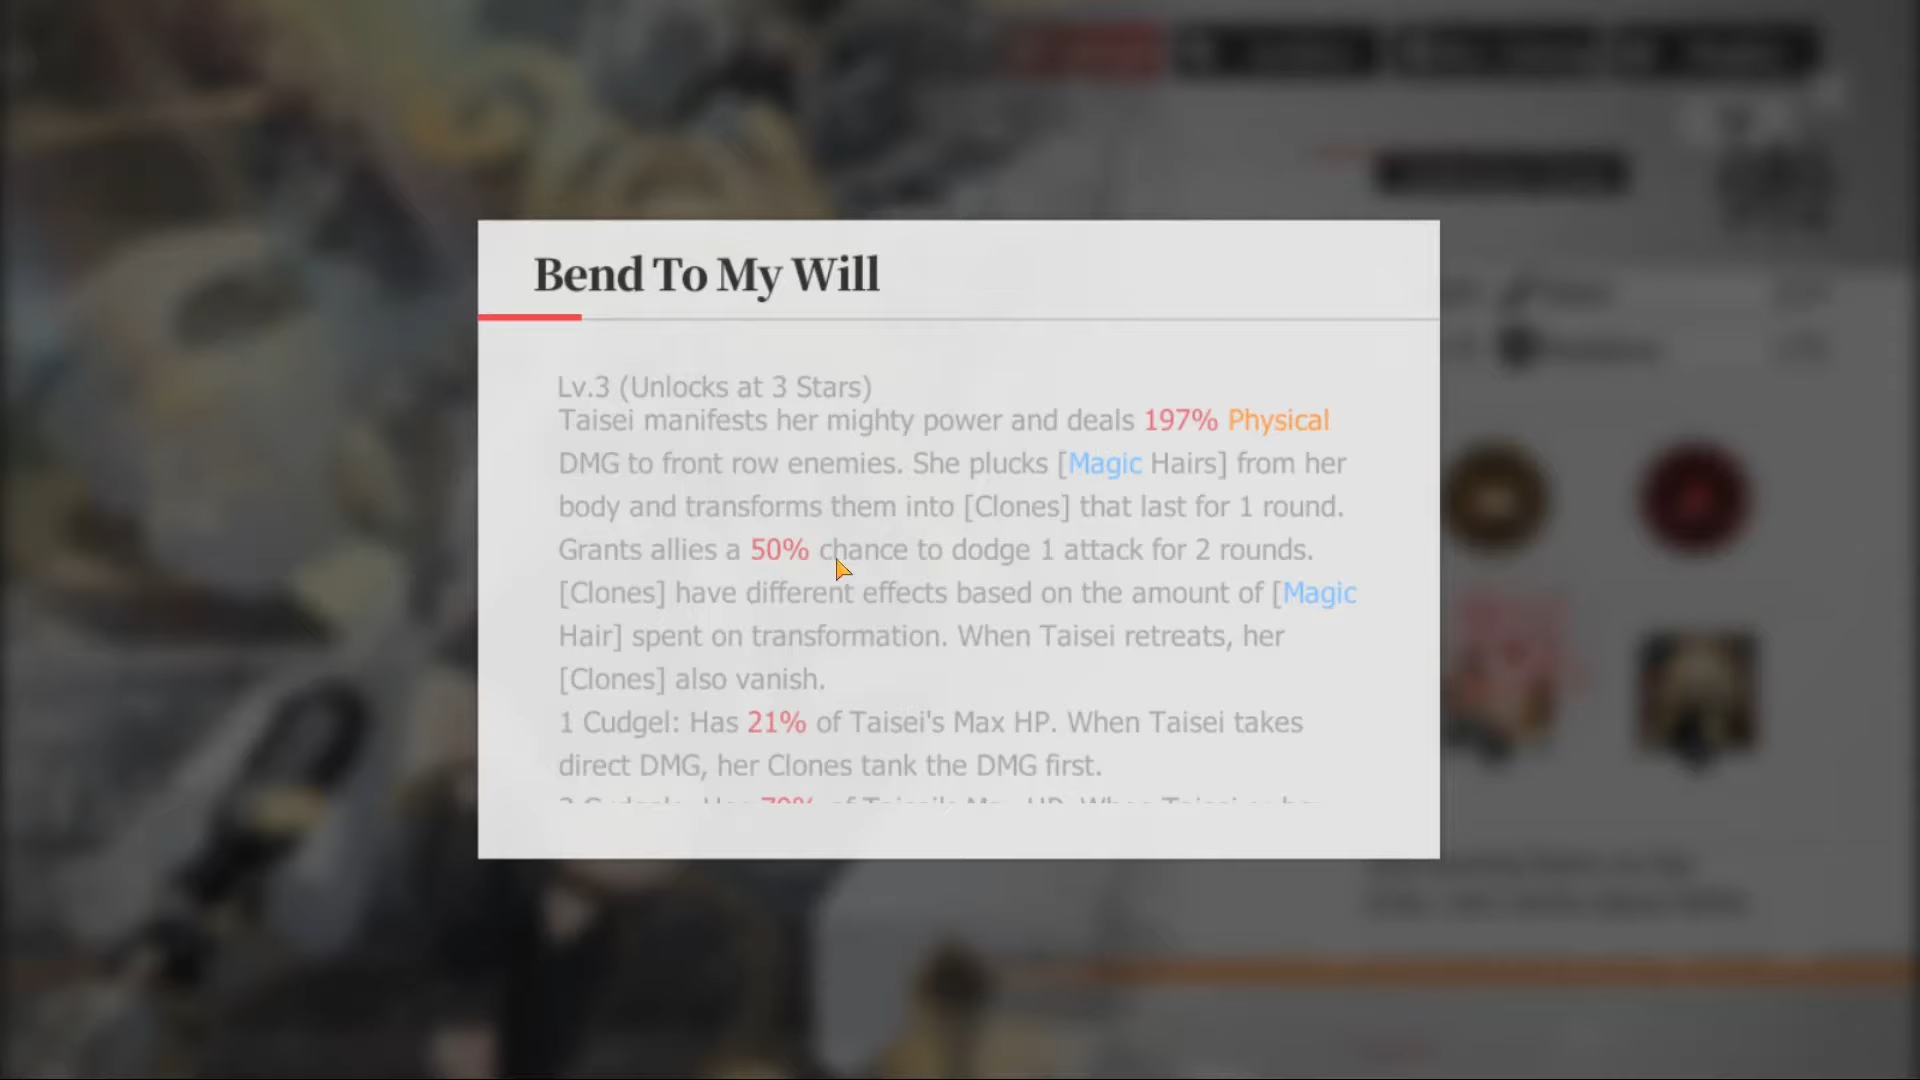 Bend To My Will
Lv.3 (Unlocks at 3 Stars)
Taisei manifests her mighty power and deals 197% Physical
DMG to front row enemies. She plucks [Magic Hairs] from her
body and transforms them into [Clones] that last for 1 round.
Grants allies a 50% chance to dodge 1 attack for 2 rounds.
[Clones] have different effects based on the amount of [Magic
Hair] spent on transformation. When Taisei retreats, her
[Clones] also vanish.
1 Cudgel: Has 21% of Taisei's Max HP. When Taisei takes
direct DMG, her Clones tank the DMG first.